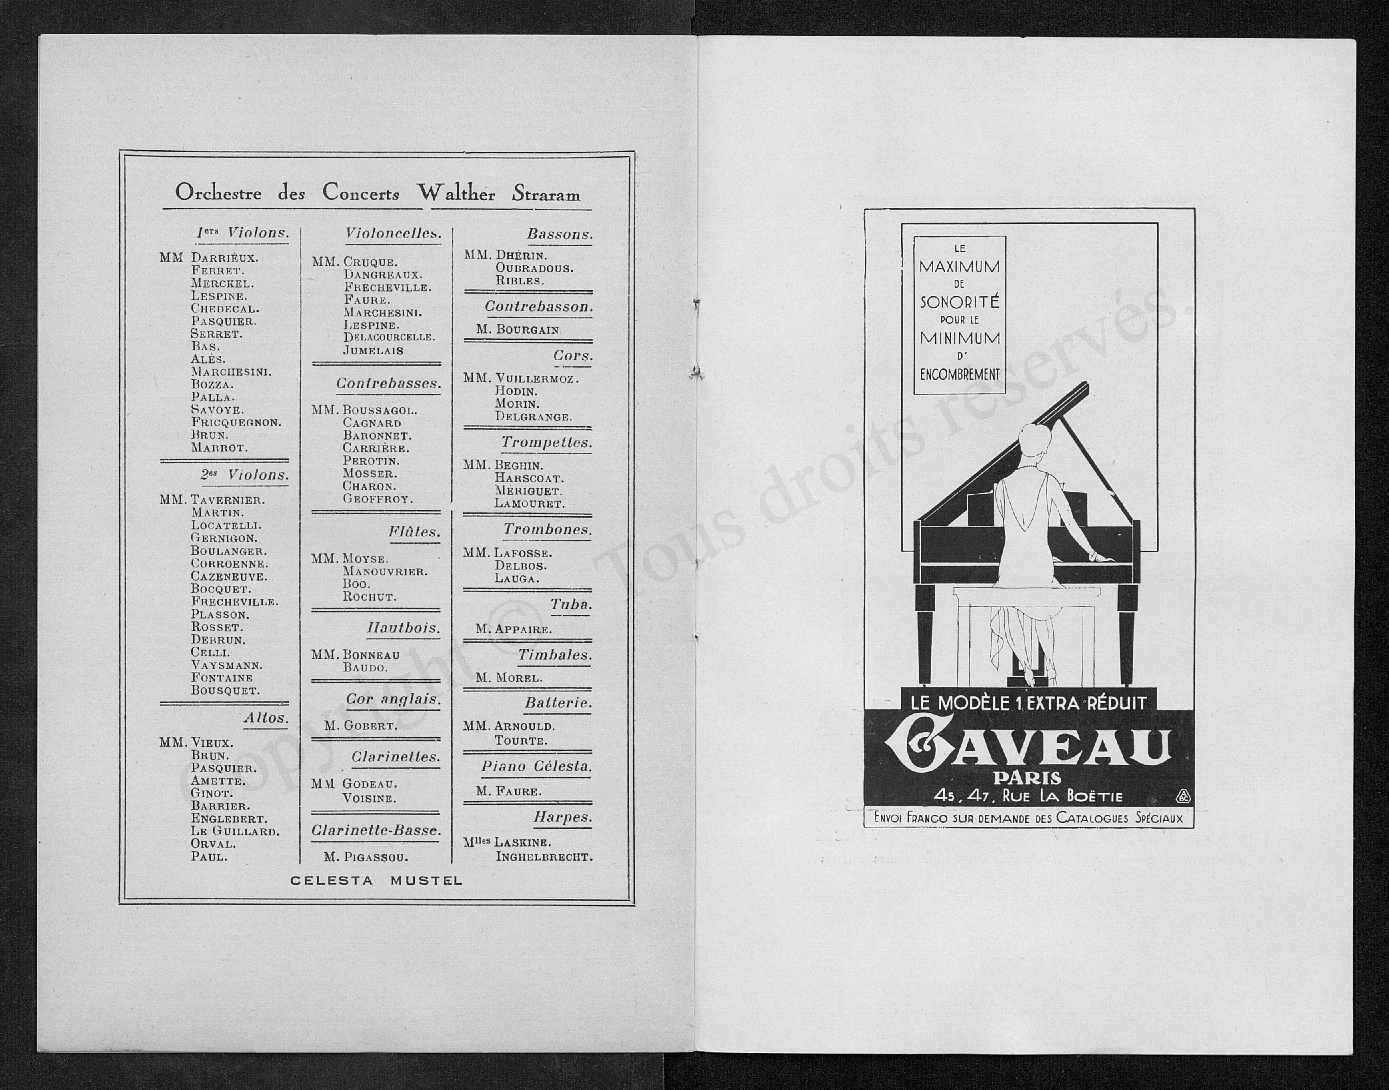 Orchestre des Concerts Walther Straram
1ers Violons.
MM DARRIEUX.
FERRET.
MERCKEL.
LESPINE.
CHEDECAL.
PASQUIER.
SERRET.
BAS.
ALÈS.
MARCHESINI.
BOZZA.
PALLA.
SAVOYE.
FRICQUEGNON.
BRUN.
MARROT.
2es Violons.
MM. TAVERNIER.
MARTIN.
LOCATELLI.
GERNIGON.
BOULANGER.
CORROENNE.
CAZENEUVE.
BOCQUET.
FRECHEVILLE.
PLASSON.
ROSSET.
DEBRUN.
CELLI.
VAYSMANN.
FONTAINE
BOUSQUET.
Altos.
MM. VIEUX.
BRUN.
PASQUIER.
AMETTE.
GINOT.
BARRIER.
ENGLEBERT.
LE GUILLARD.
ORVAL.
PAUL.
Violoncelles.
MM. CRUQUE.
DANGREAUX.
FRECHEVILLE.
FAURE.
MARCHESINI.
LESPINE.
DELACOURCELLE.
JUMELAIS
Contrebasses.
MM. BOUSSAGOL.
CAGNARD
BARONNET.
CARRIÈRE.
PEROTIN.
MOSSER.
CHARON.
GEOFFROY.
Flûtes.
MM. MOYSE.
MANOUVRIER.
BOO.
ROCHUT.
Hautbois.
MM. BONNEAU
BAUDO.
Cor anglais.
M. GOBERT.
Clarinettes.
MM GODEAU.
VOISINE.
Clarinette-Basse.
M. PIGASSOU.
Bassons.
MM. DHÉRIN.
OUBRADOUS.
RIBLES.
Contrebasson.
M. BOURGAIN
Cors.
MM. VUILLERMOZ.
HODIN.
MORIN.
DELGRANGE.
Trompettes.
MM. BEGHIN.
HARSCOAT.
MÉRIGUET.
LAMOURET.
Trombones.
MM. LAFOSSE.
DELBOS.
LAUGA.
Tuba.
M. APPAIRE.
Timbales.
M. MOREL.
Batterie.
MM. ARNOULD.
TOURTE.
Piano Célesta.
M. FAURE.
Harpes.
Mlles LASKINE.
INGHELBRECHT.
CELESTA MUSTEL
LE
MAXIMUM
DE
SONORITÉ
POUR LE
MINIMUM
D'
ENCOMBREMENT
LE MODÈLE 1 EXTRA-RÉDUIT
GAVEAU
PARIS
45, 47, RUE LA BOËTIE
ENVOI FRANCO SUR DEMANDE DES CATALOGUES SPÉCIAUX
Copyright © Tous droits réservés.